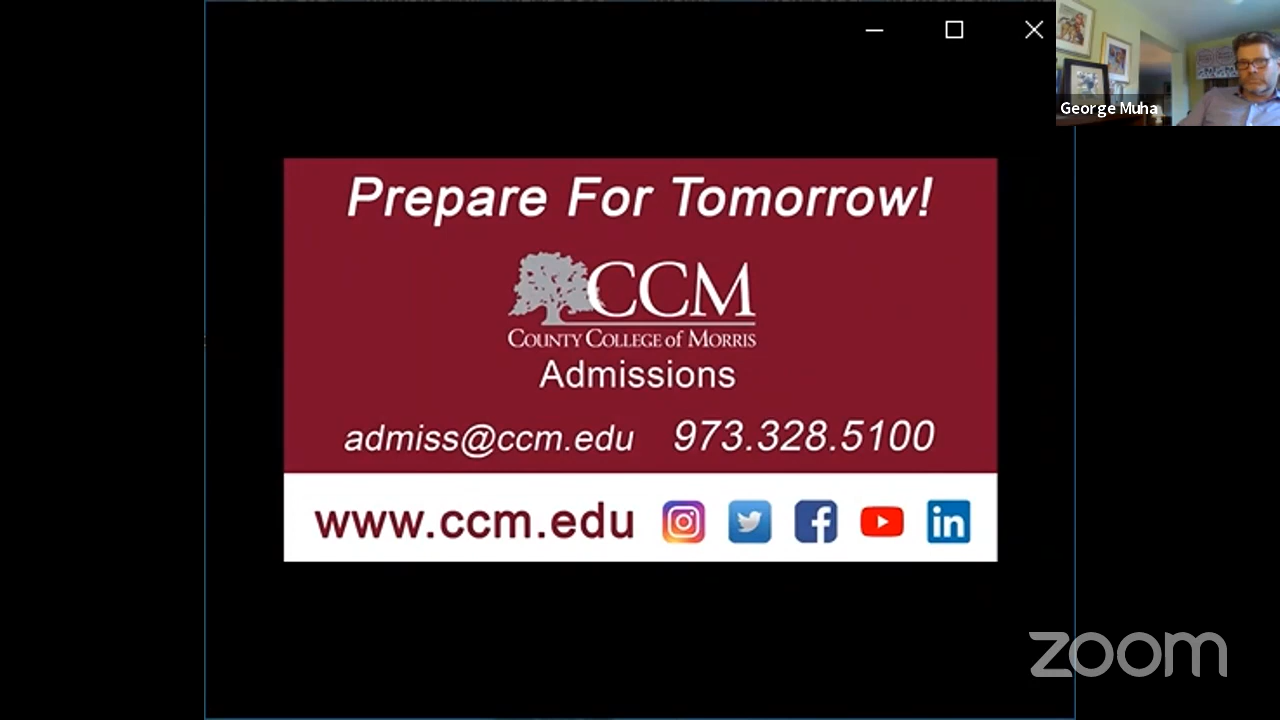 George Muha
Prepare For Tomorrow!
CCM
COUNTY COLLEGE OF MORRIS
Admissions
admiss@ccm.edu 973.328.5100
www.ccm.edu
zoom